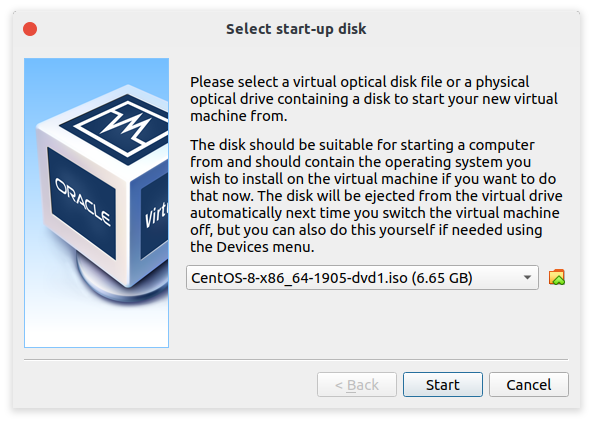 Select start-up disk
Please select a virtual optical disk file or a physical
optical drive containing a disk to start your new virtual
machine from.
The disk should be suitable for starting a computer
from and should contain the operating system you
wish to install on the virtual machine if you want to do
that now. The disk will be ejected from the virtual drive
automatically next time you switch the virtual machine
off, but you can also do this yourself if needed using
the Devices menu.
ORACLE
Virtu
CentOS-8-x86_64-1905-dvd1.iso (6.65 GB)
< Back
Start
Cancel